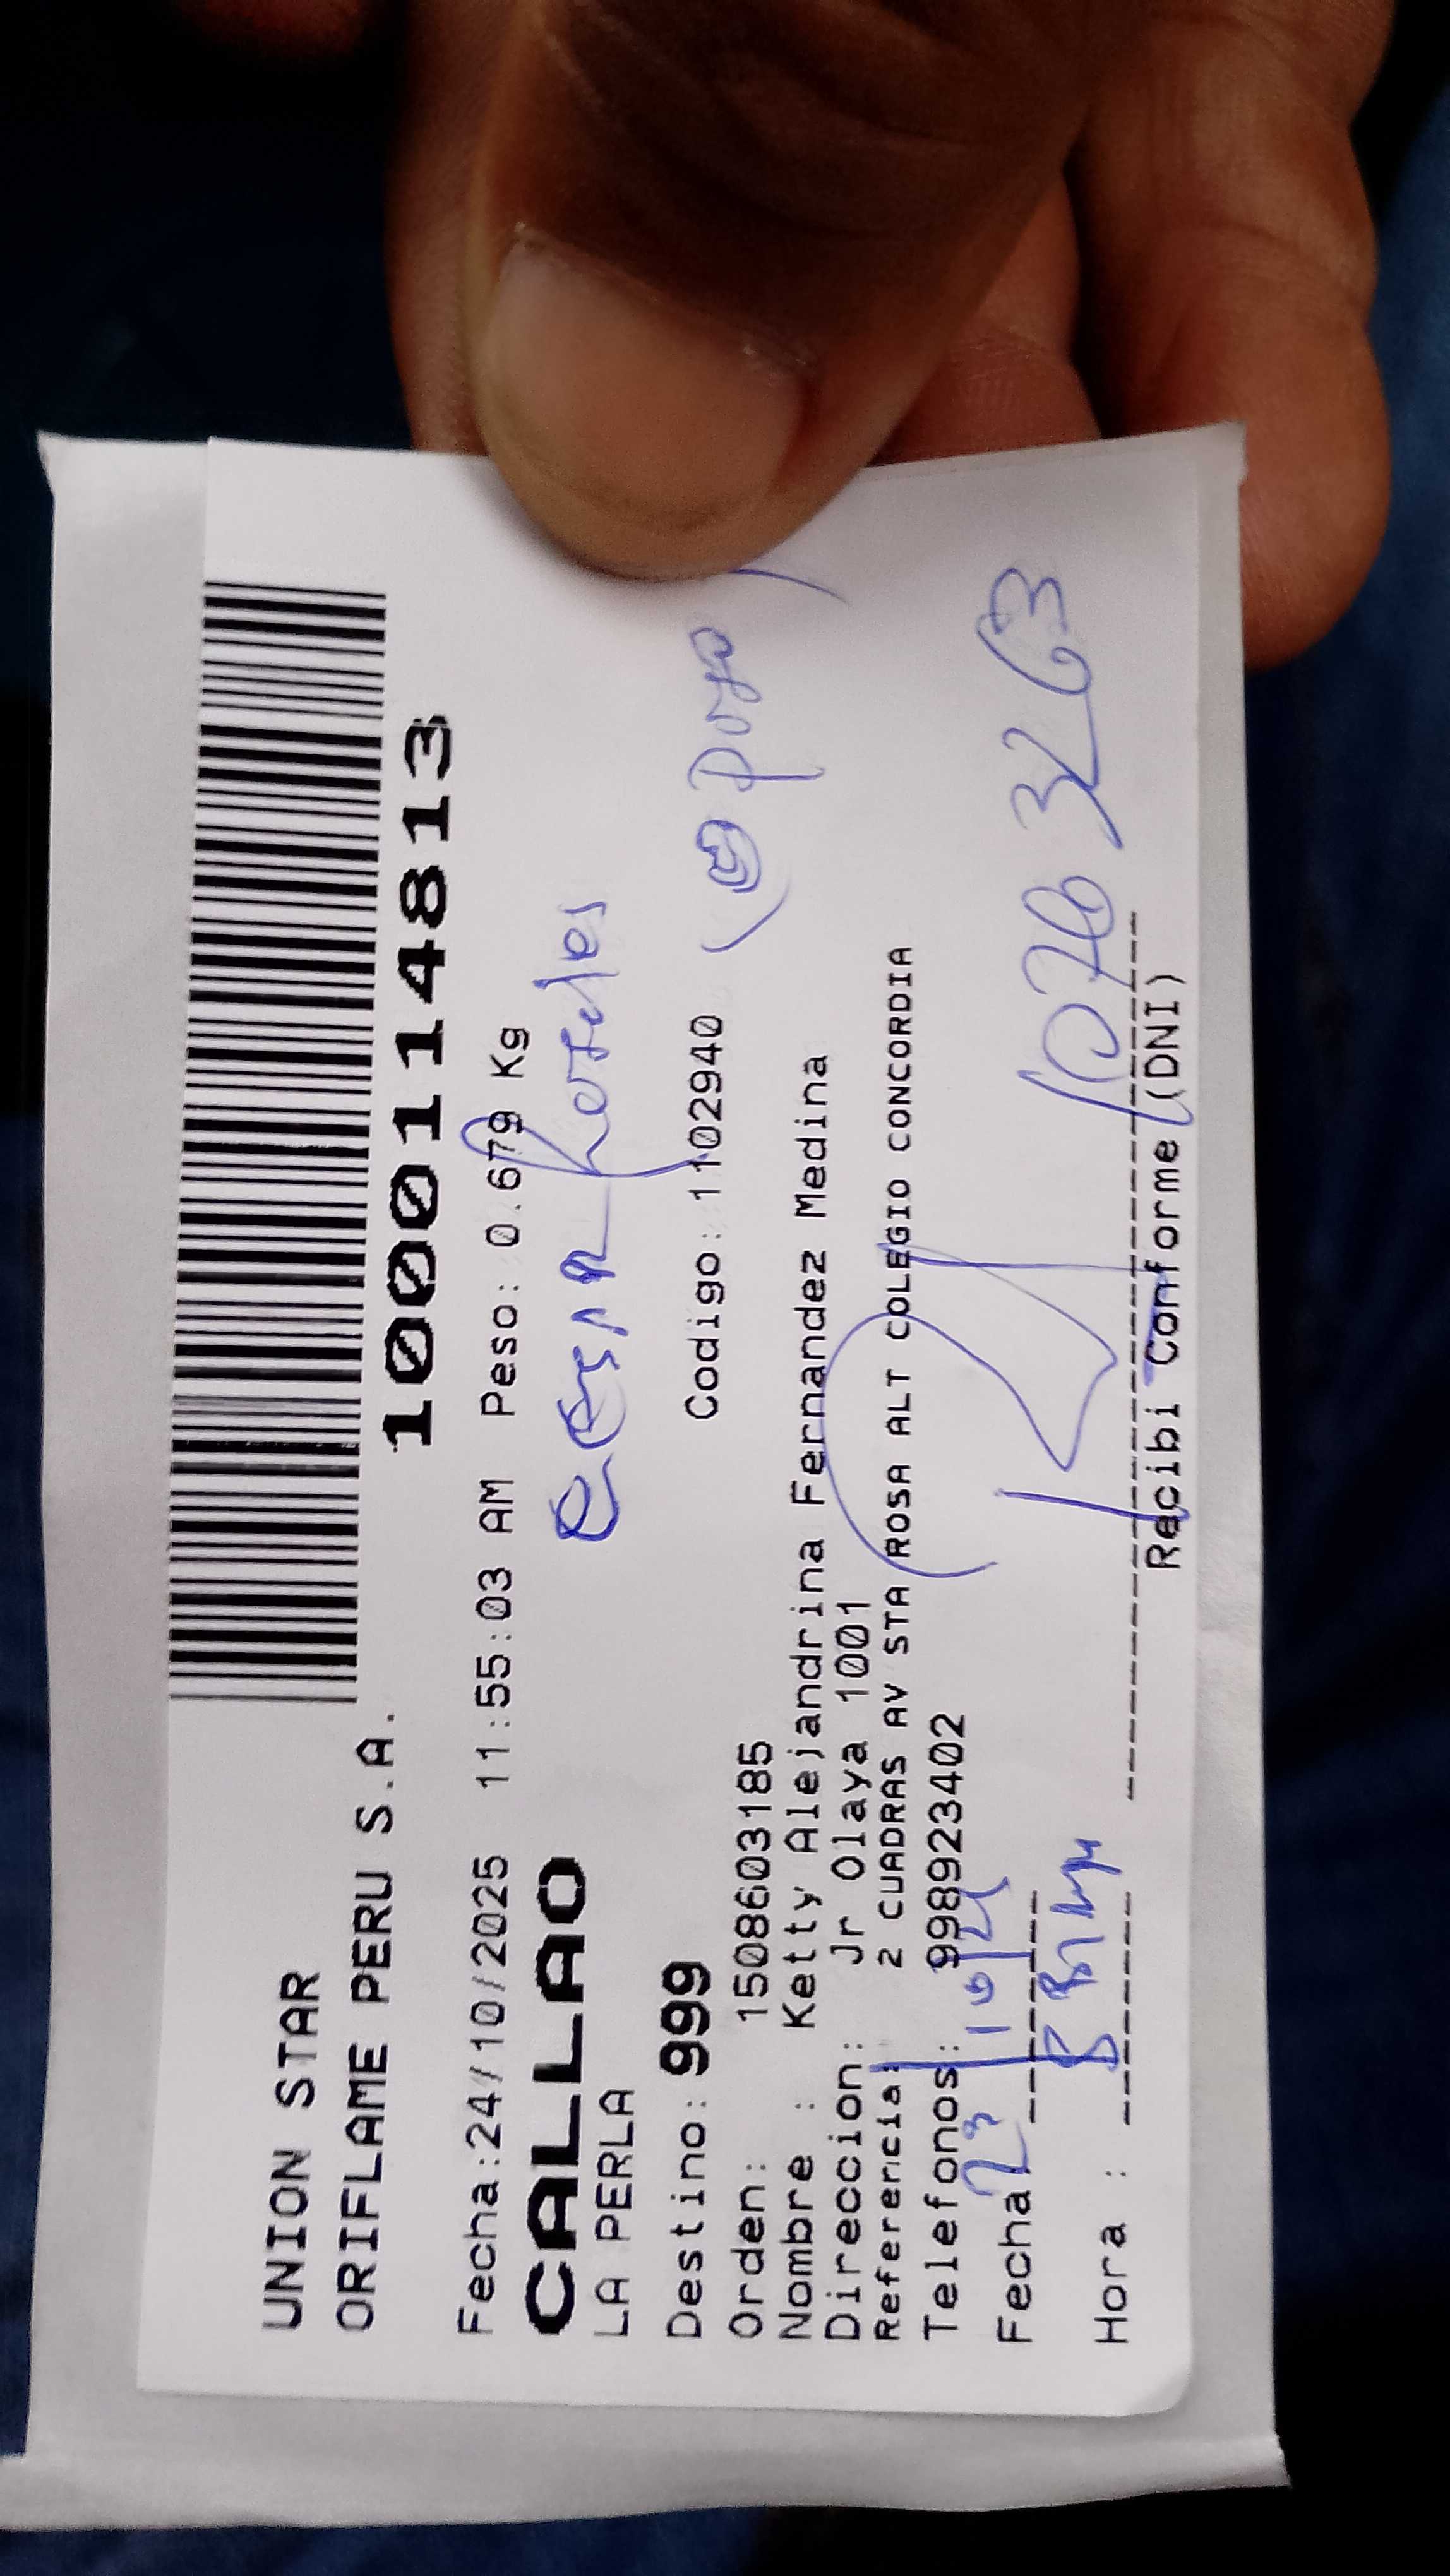 UNION STAR
ORIFLAME PERU S.A.
1000114813
Fecha:24/10/2025 11:55:03 AM Peso: 0.679 Kg
CALLAO
LA PERLA
Destino: 999 Codigo: 1102940
Orden: 1508603185
Nombre : Ketty Alejandrina Fernandez Medina
Direccion: Jr Olaya 1001
Referencia: 2 CUADRAS AV STA ROSA ALT COLEGIO CONCORDIA
Telefonos: 998923402
Fecha
Hora :
Recibi Conforme (DNI)